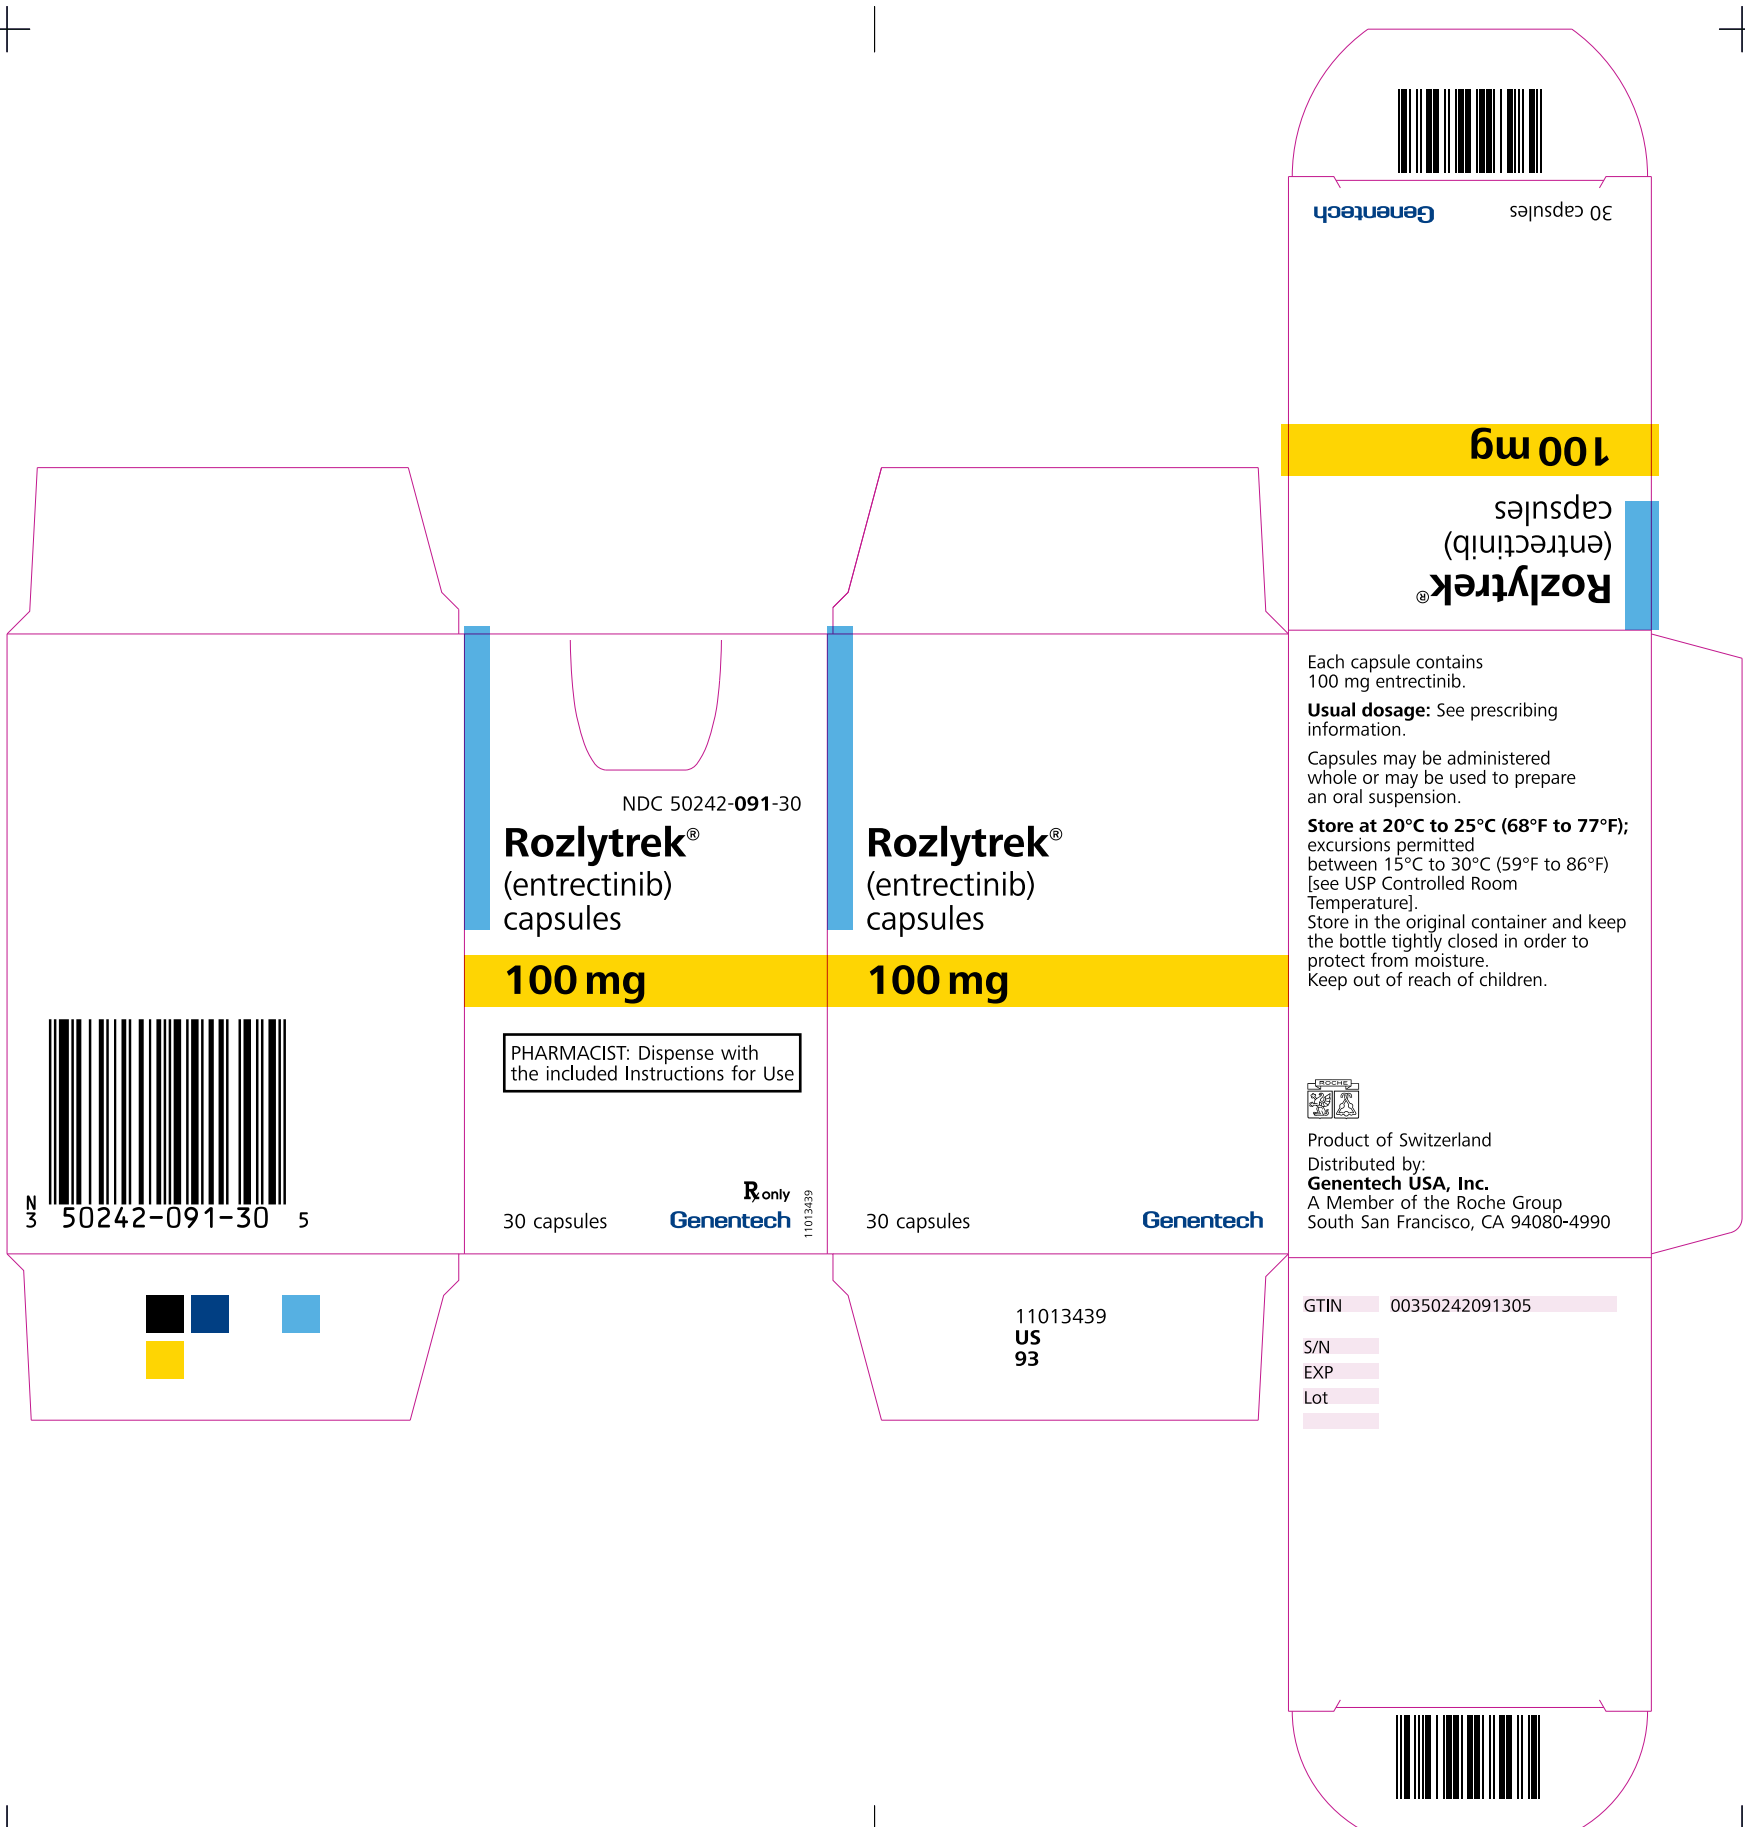 30 capsules Genentech
100 mg
Rozlytrek®
(entrectinib)
capsules
N
3
50242-091-30 5
NDC 50242-091-30
Rozlytrek®
(entrectinib)
capsules
100 mg
PHARMACIST: Dispense with
the included Instructions for Use
Rx only
30 capsules Genentech
11013439
Rozlytrek®
(entrectinib)
capsules
100 mg
30 capsules Genentech
11013439
US
93
Each capsule contains
100 mg entrectinib.
Usual dosage: See prescribing
information.
Capsules may be administered
whole or may be used to prepare
an oral suspension.
Store at 20°C to 25°C (68°F to 77°F);
excursions permitted
between 15°C to 30°C (59°F to 86°F)
[see USP Controlled Room
Temperature].
Store in the original container and keep
the bottle tightly closed in order to
protect from moisture.
Keep out of reach of children.
ROCHE
Product of Switzerland
Distributed by:
Genentech USA, Inc.
A Member of the Roche Group
South San Francisco, CA 94080-4990
GTIN 00350242091305
S/N
EXP
Lot